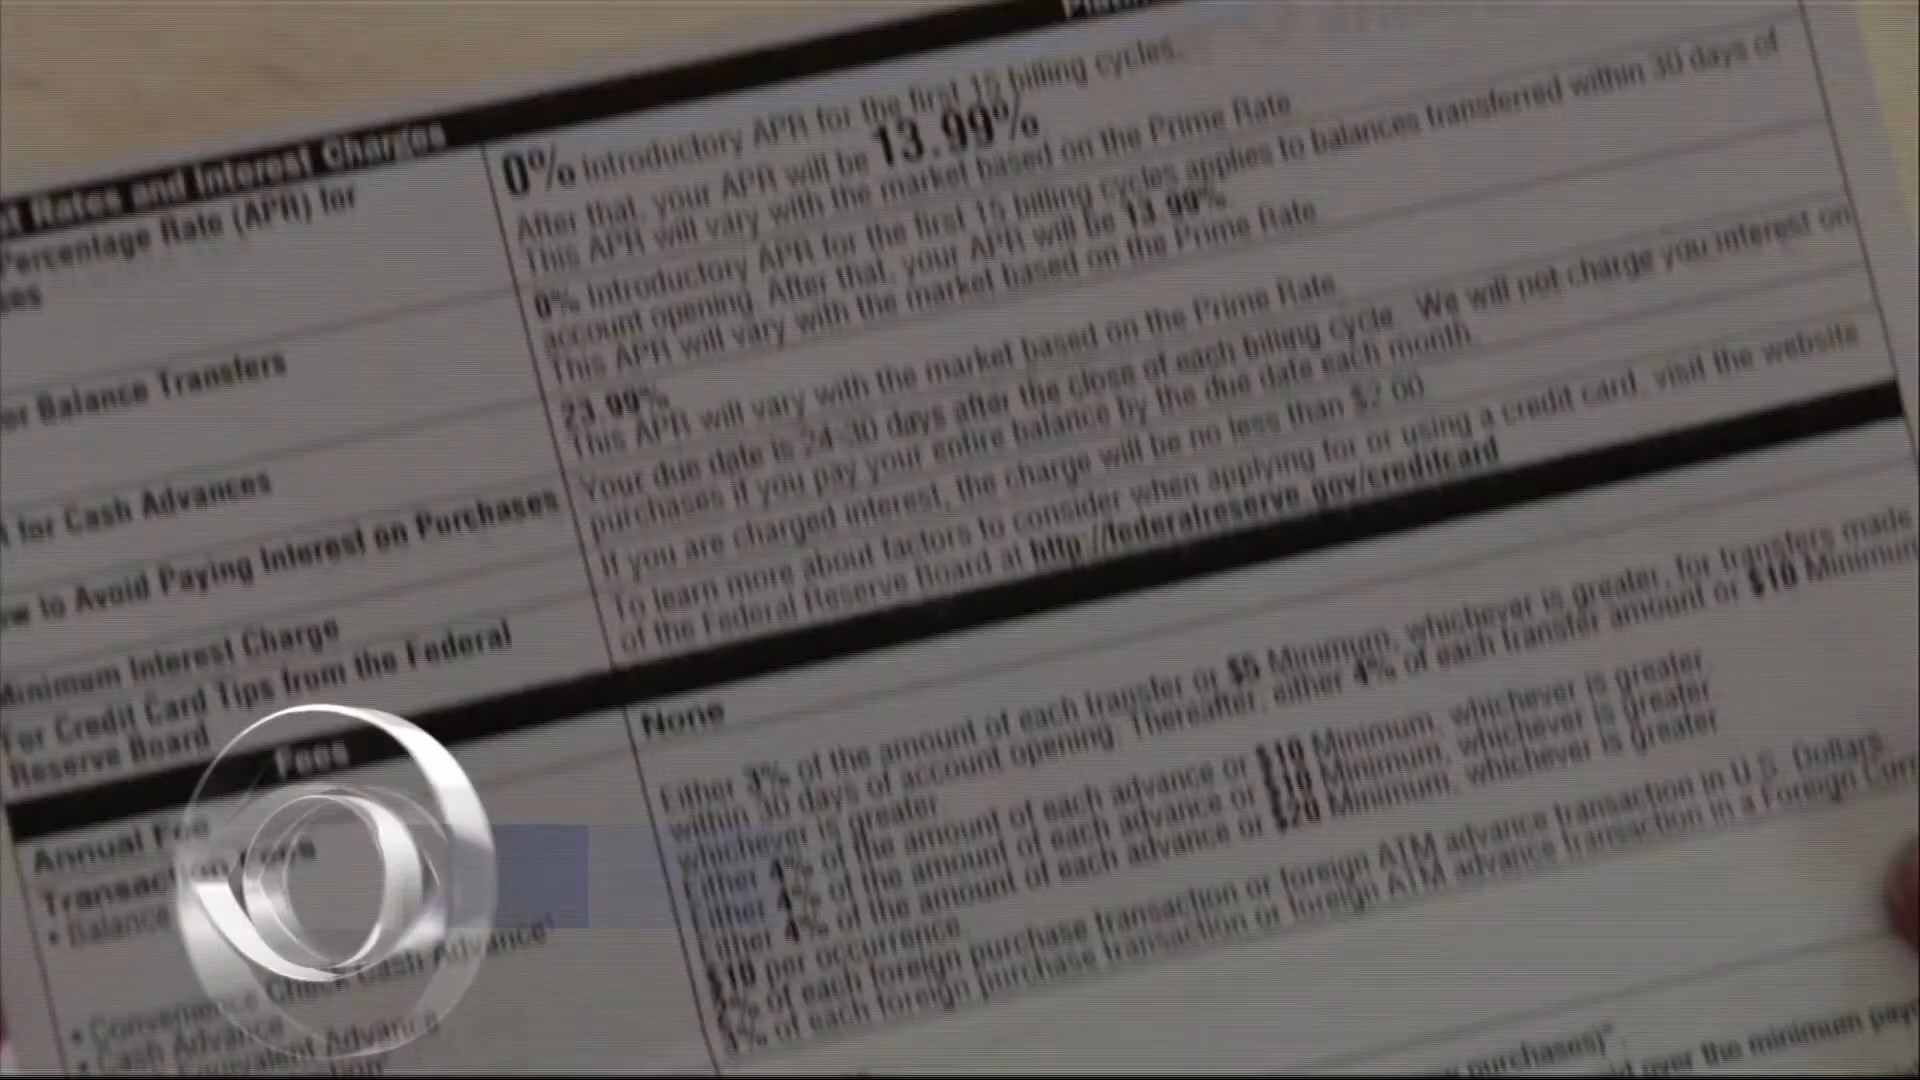 t Rates and Interest Charges
Percentage Rate (APR) for
es
0% Introductory APR for the first 15 billing cycles.
After that, your APR will be 13.99%
This APR will vary with the market based on the Prime Rate
or Balance Transfers
0% Introductory APR for the first 15 billing cycles applies to balances transferred within 30 days of
account opening. After that, your APR will be 13.99%.
This APR will vary with the market based on the Prime Rate
for Cash Advances
23.99%
This APR will vary with the market based on the Prime Rate
w to Avoid Paying Interest on Purchases
Your due date is 24-30 days after the close of each billing cycle. We will not charge you interest on
purchases if you pay your entire balance by the due date each month.
Minimum Interest Charge
If you are charged interest, the charge will be no less than $2.00
For Credit Card Tips from the Federal
Reserve Board
To learn more about factors to consider when applying for or using a credit card, visit the website
of the Federal Reserve Board at http://federalreserve.gov/creditcard
Fees
Annual Fee
None
Transaction Fees
• Balance
Either 3% of the amount of each transfer or $5 Minimum, whichever is greater, for transfers made
within 30 days of account opening. Thereafter, either 4% of each transfer amount or $10 Minimum
whichever is greater
• Convenience Check Cash Advance
Either 4% of the amount of each advance or $10 Minimum, whichever is greater
• Cash Advance
Either 4% of the amount of each advance or $10 Minimum, whichever is greater
Equivalent Advance
Either 4% of the amount of each advance or $20 Minimum, whichever is greater
$10 per occurrence
of each foreign purchase transaction or foreign ATM advance transaction in U.S. Dollars
3% of each foreign purchase transaction or foreign ATM advance transaction in a Foreign
purchases)
over the minimum